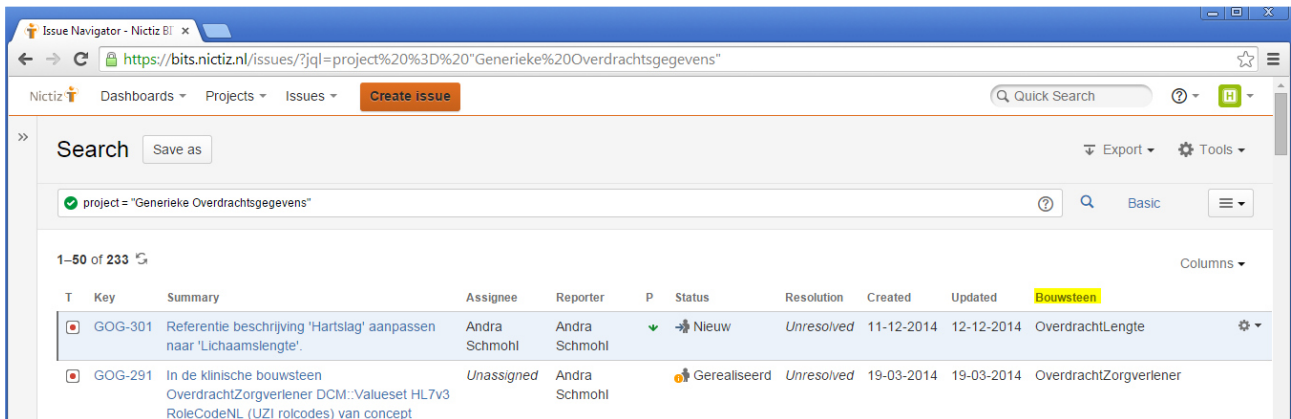 Issue Navigator - Nictiz BI
https://bits.nictiz.nl/issues/?jql=project%20%3D%20"Generieke%20Overdrachtsgegevens"
Nictiz Dashboards Projects Issues Create issue Quick Search H
Search Save as Export Tools
project = "Generieke Overdrachtsgegevens" Basic
1–50 of 233
Columns
T Key Summary Assignee Reporter P Status Resolution Created Updated Bouwsteen
GOG-301 Referentie beschrijving 'Hartslag' aanpassen Andra Andra Nieuw Unresolved 11-12-2014 12-12-2014 OverdrachtLengte
naar 'Lichaamslengte'. Schmohl Schmohl
GOG-291 In de klinische bouwsteen Unassigned Andra Gerealiseerd Unresolved 19-03-2014 19-03-2014 OverdrachtZorgverlener
OverdrachtZorgverlener DCM::Valueset HL7v3 Schmohl
RoleCodeNL (UZI rolcodes) van concept